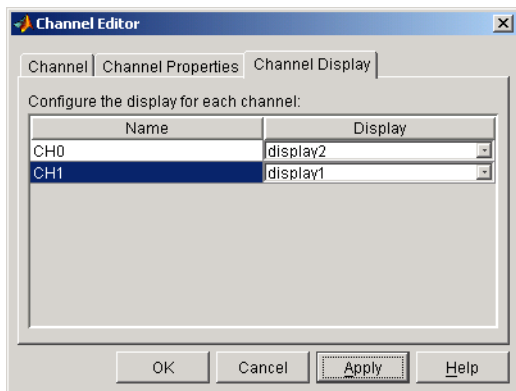 Channel Editor
Channel Channel Properties Channel Display
Configure the display for each channel:
Name Display
CH0 display2
CH1 display1
OK Cancel Apply Help